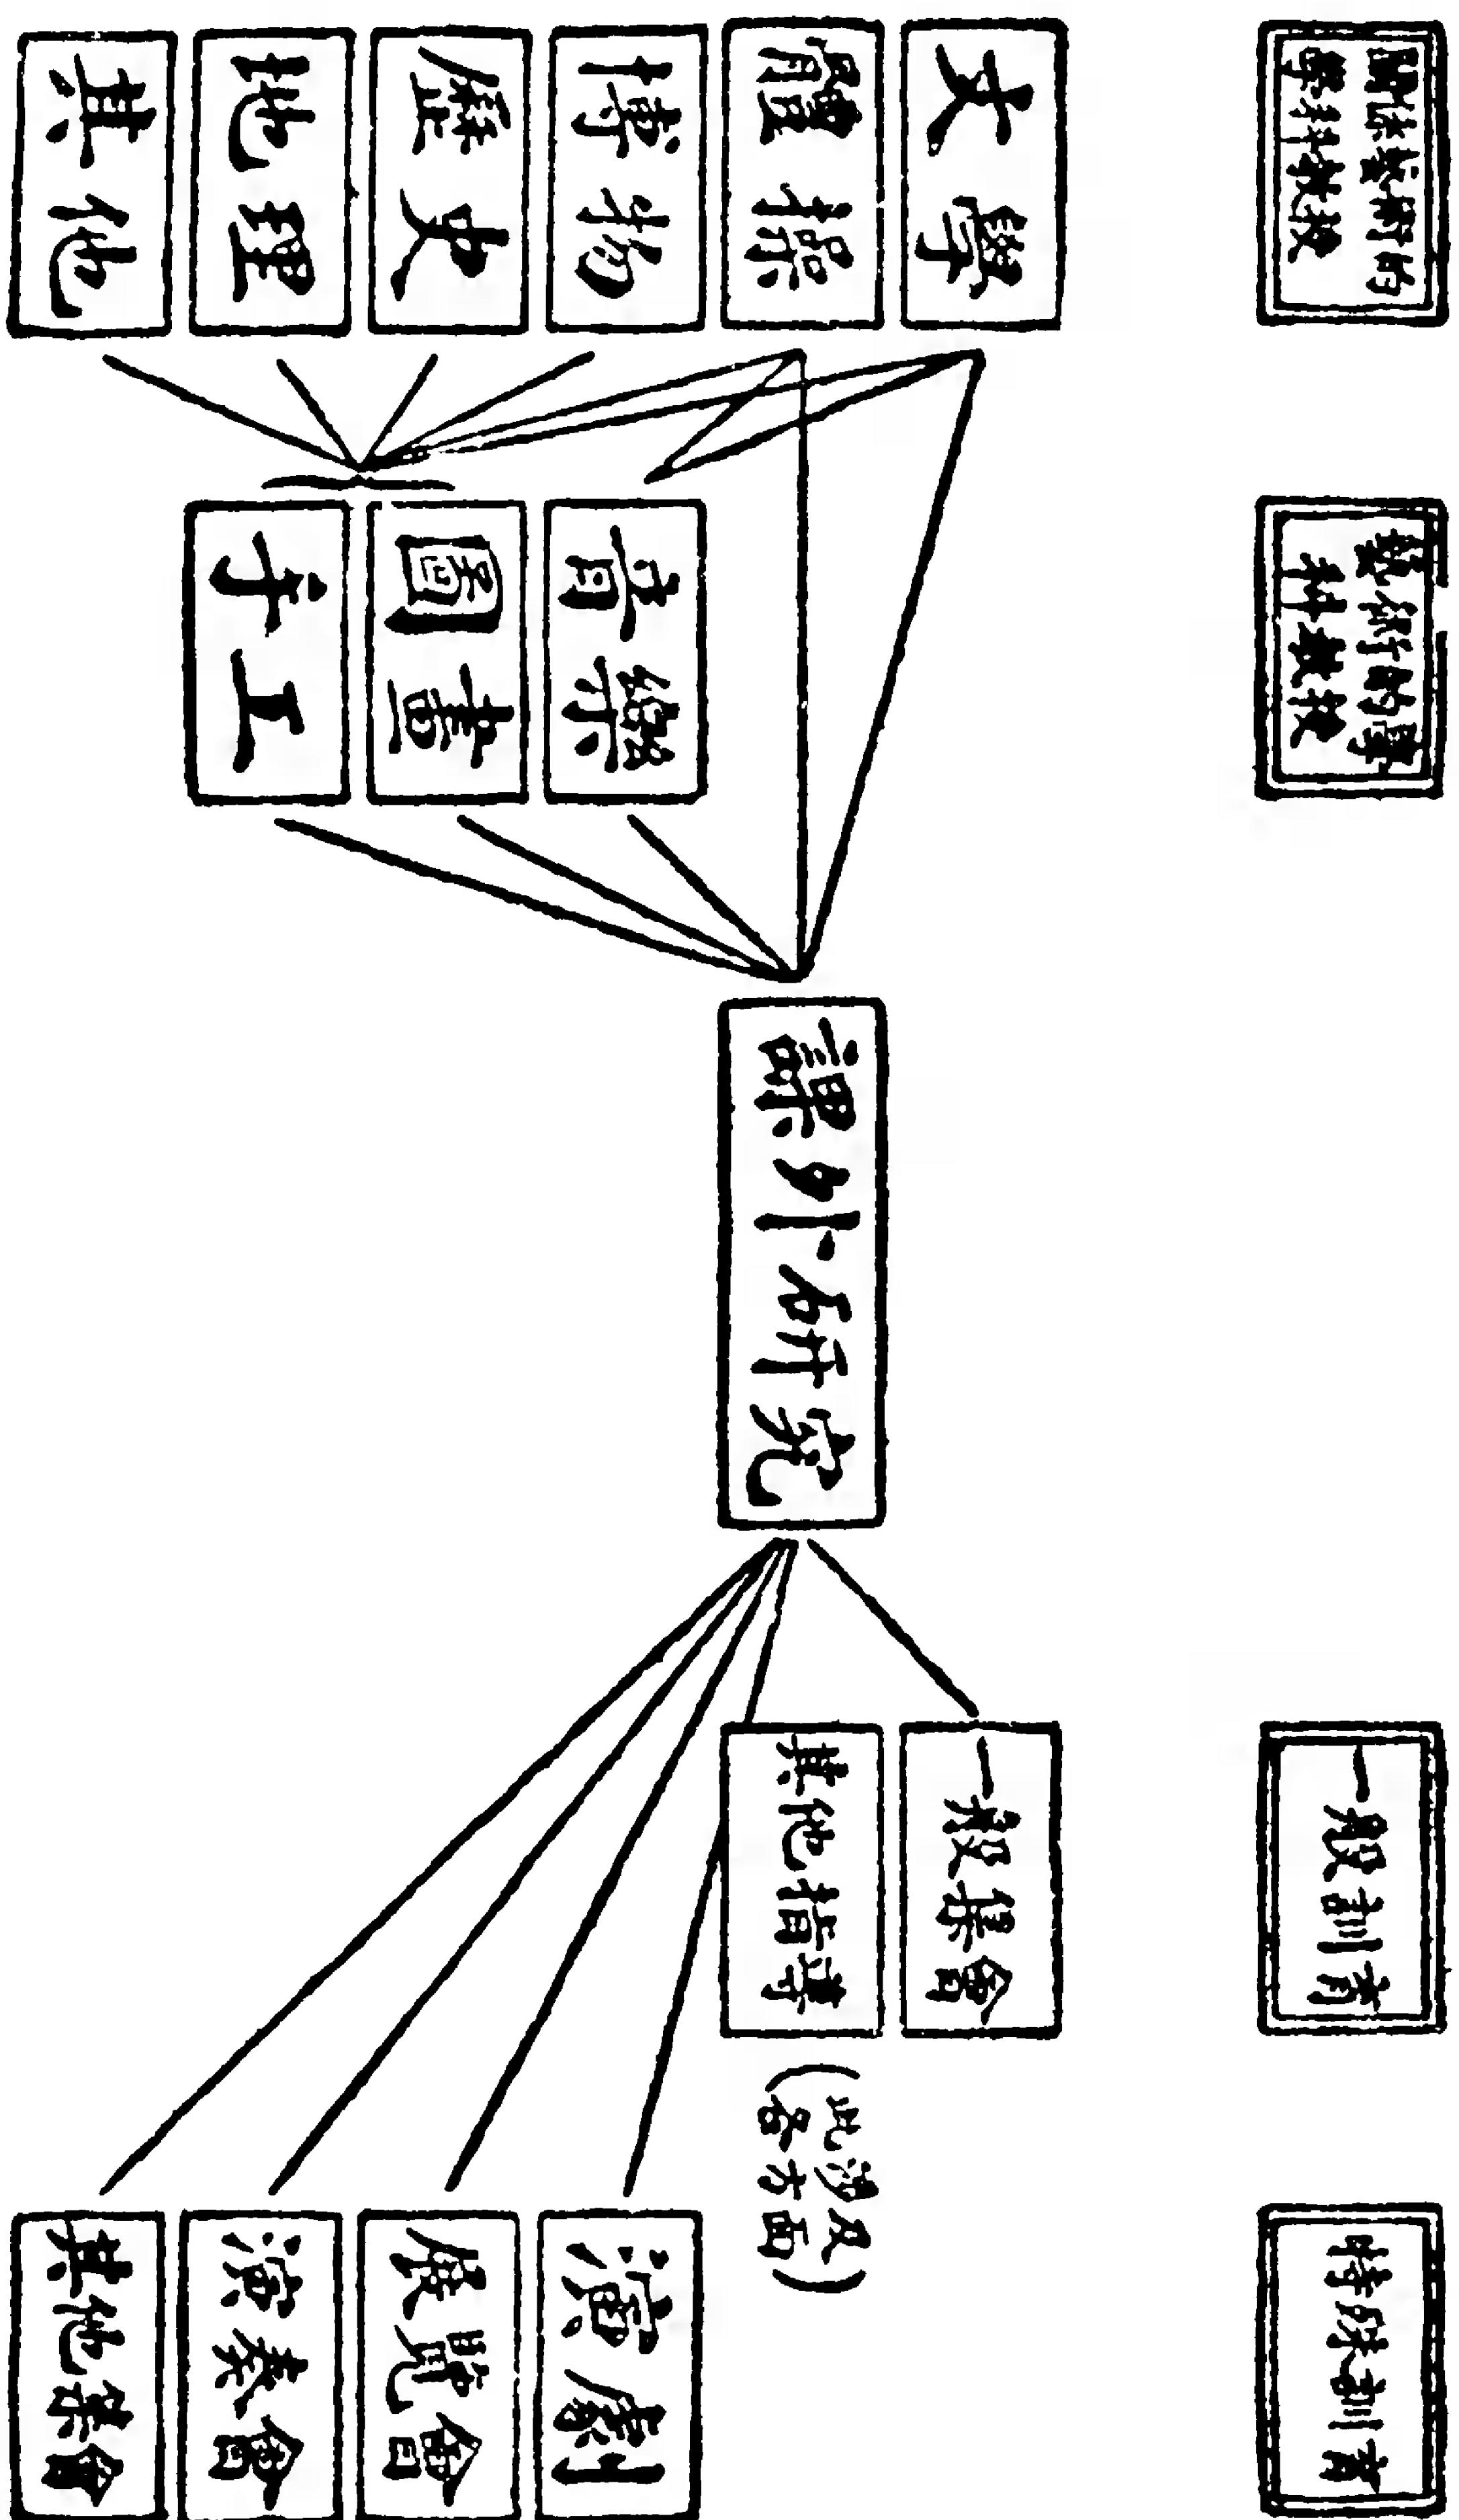 關於藝術的
學科教授
藝術的學
科教授
一般訓育
特殊訓育
文學
體操
博物
歷史
地理
其他
音樂
圖畫
手工
課外研究
一般集會
其他指導
(此涉及
各方面)
演劇
展覽會
演奏會
其他集會